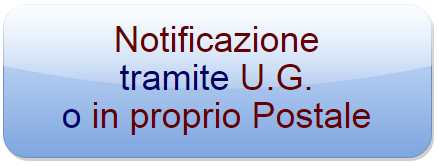 Notificazione
tramite U.G.
o in proprio Postale